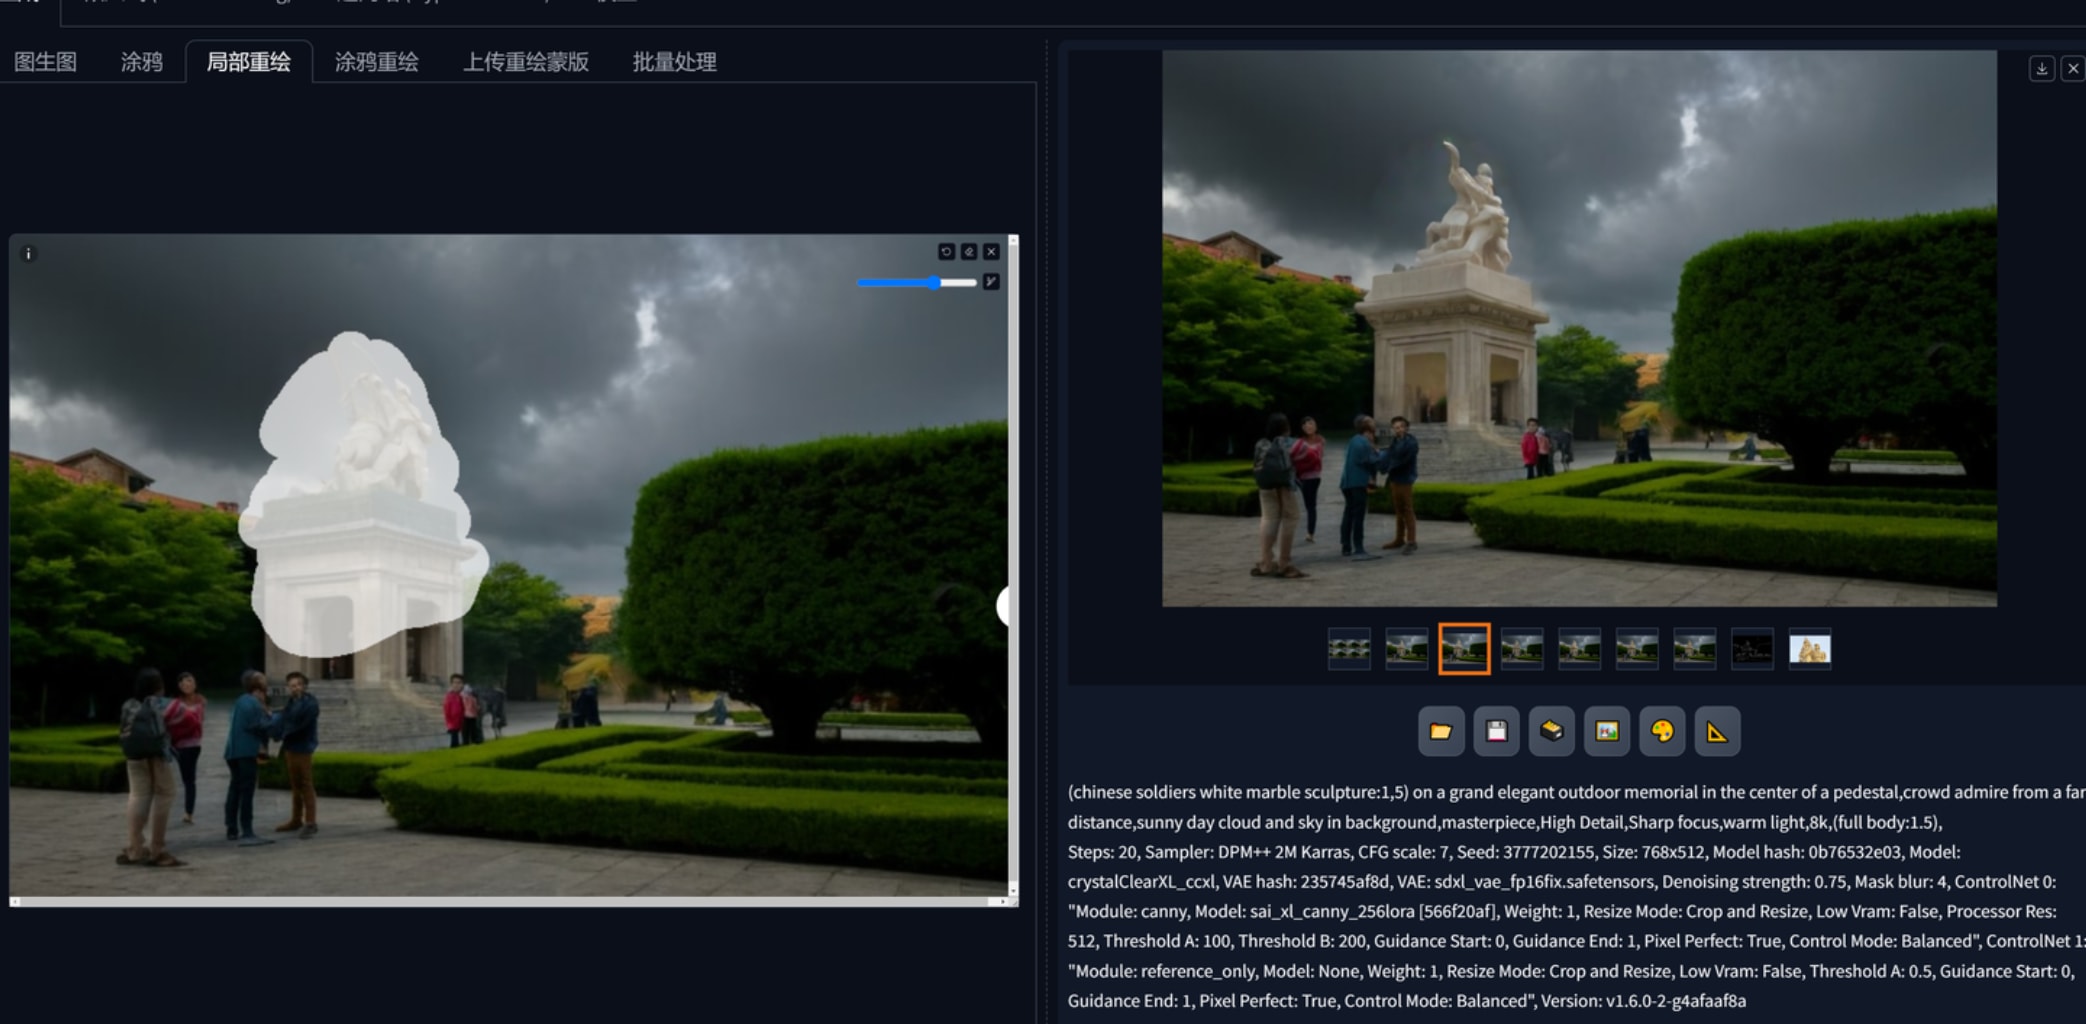 图生图 涂鸦 局部重绘 涂鸦重绘 上传重绘蒙版 批量处理
(chinese soldiers white marble sculpture:1,5) on a grand elegant outdoor memorial in the center of a pedestal,crowd admire from a far
distance,sunny day cloud and sky in background,masterpiece,High Detail,Sharp focus,warm light,8k,(full body:1.5),
Steps: 20, Sampler: DPM++ 2M Karras, CFG scale: 7, Seed: 3777202155, Size: 768x512, Model hash: 0b76532e03, Model:
crystalClearXL_ccxl, VAE hash: 235745af8d, VAE: sdxl_vae_fp16fix.safetensors, Denoising strength: 0.75, Mask blur: 4, ControlNet 0:
"Module: canny, Model: sai_xl_canny_256lora [566f20af], Weight: 1, Resize Mode: Crop and Resize, Low Vram: False, Processor Res:
512, Threshold A: 100, Threshold B: 200, Guidance Start: 0, Guidance End: 1, Pixel Perfect: True, Control Mode: Balanced", ControlNet 1:
"Module: reference_only, Model: None, Weight: 1, Resize Mode: Crop and Resize, Low Vram: False, Threshold A: 0.5, Guidance Start: 0,
Guidance End: 1, Pixel Perfect: True, Control Mode: Balanced", Version: v1.6.0-2-g4afaaf8a